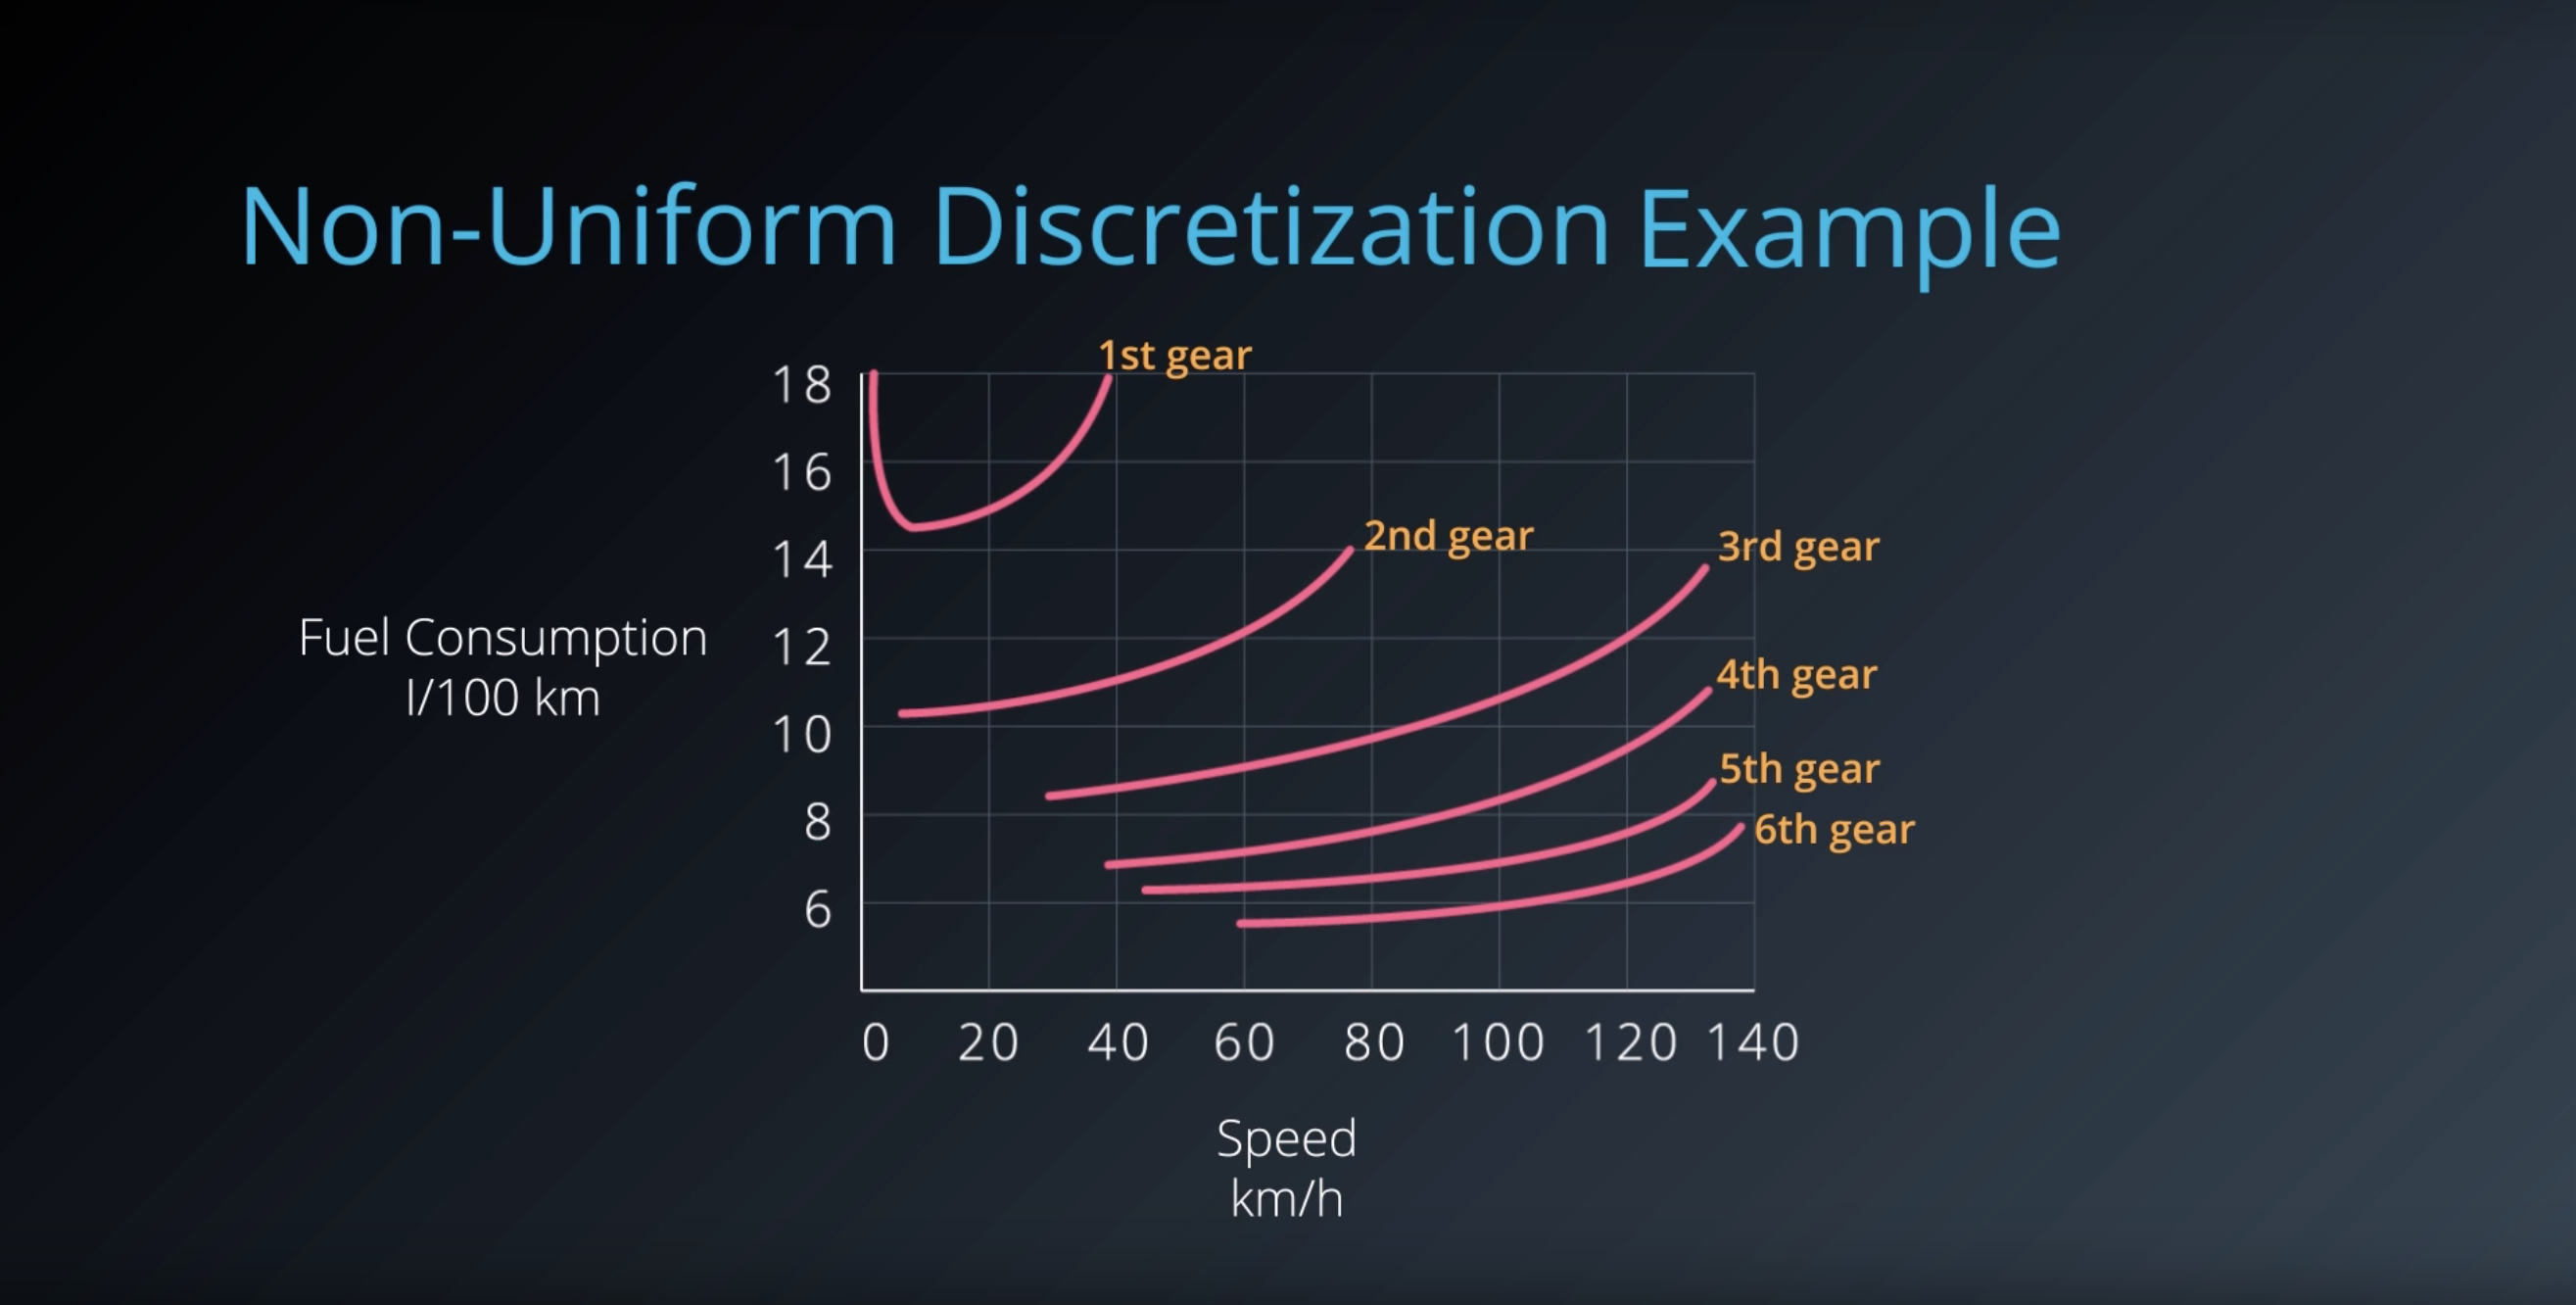 Non-Uniform Discretization Example
1st gear
18
16
2nd gear
14
3rd gear
12
Fuel Consumption
l/100 km
4th gear
10
5th gear
8
6th gear
6
0 20 40 60 80 100 120 140
Speed
km/h